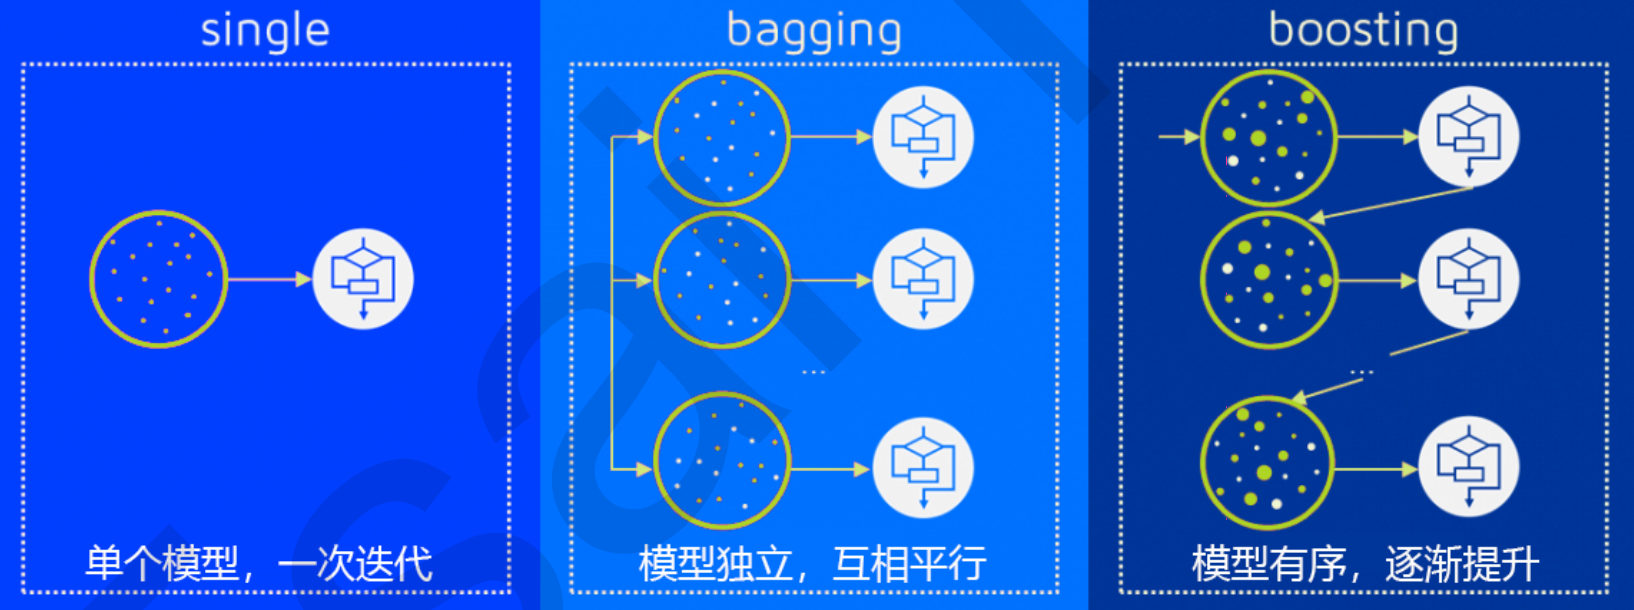 single
bagging
boosting
...
...
单个模型，一次迭代
模型独立，互相平行
模型有序，逐渐提升